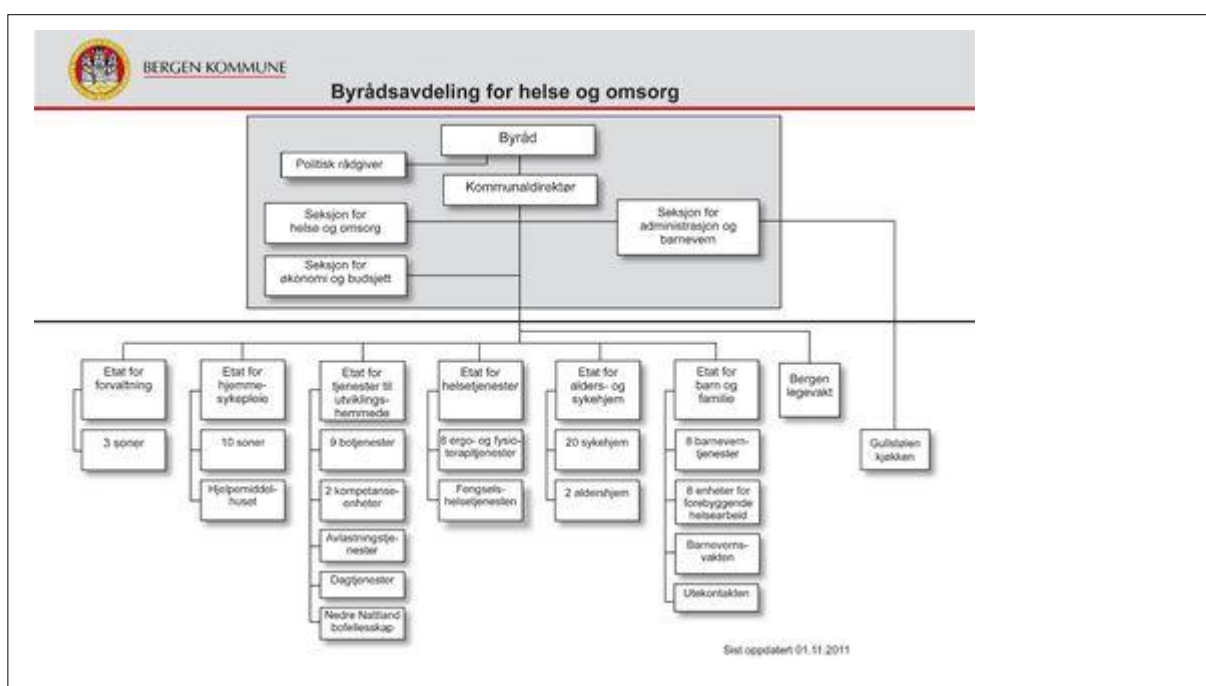 BERGEN KOMMUNE
Byrådsavdeling for helse og omsorg
Byråd
Politisk rådgiver
Kommunaldirektør
Seksjon for
helse og omsorg
Seksjon for
administrasjon og
barnevern
Seksjon for
økonomi og budsjett
Etat for
forvaltning
3 soner
Etat for
hjemme-
sykepleie
10 soner
Hjelpemiddel-
huset
Etat for
tjenester til
utviklings-
hemmede
9 botjenester
2 kompetanse-
enheter
Avlastningstje-
nester
Dagtjenester
Nedre Nattland
bofellesskap
Etat for
helsetjenester
8 ergo- og fysio-
terapitjenester
Fengsels-
helsetjenesten
Etat for
alders- og
sykehjem
20 sykehjem
2 aldershjem
Etat for
barn og
familie
8 barnevern-
tjenester
8 enheter for
forebyggende
helsearbeid
Barneverns-
vakten
Utekontakten
Bergen
legevakt
Gullstølen
kjøkken
Sist oppdatert 01.11.2011